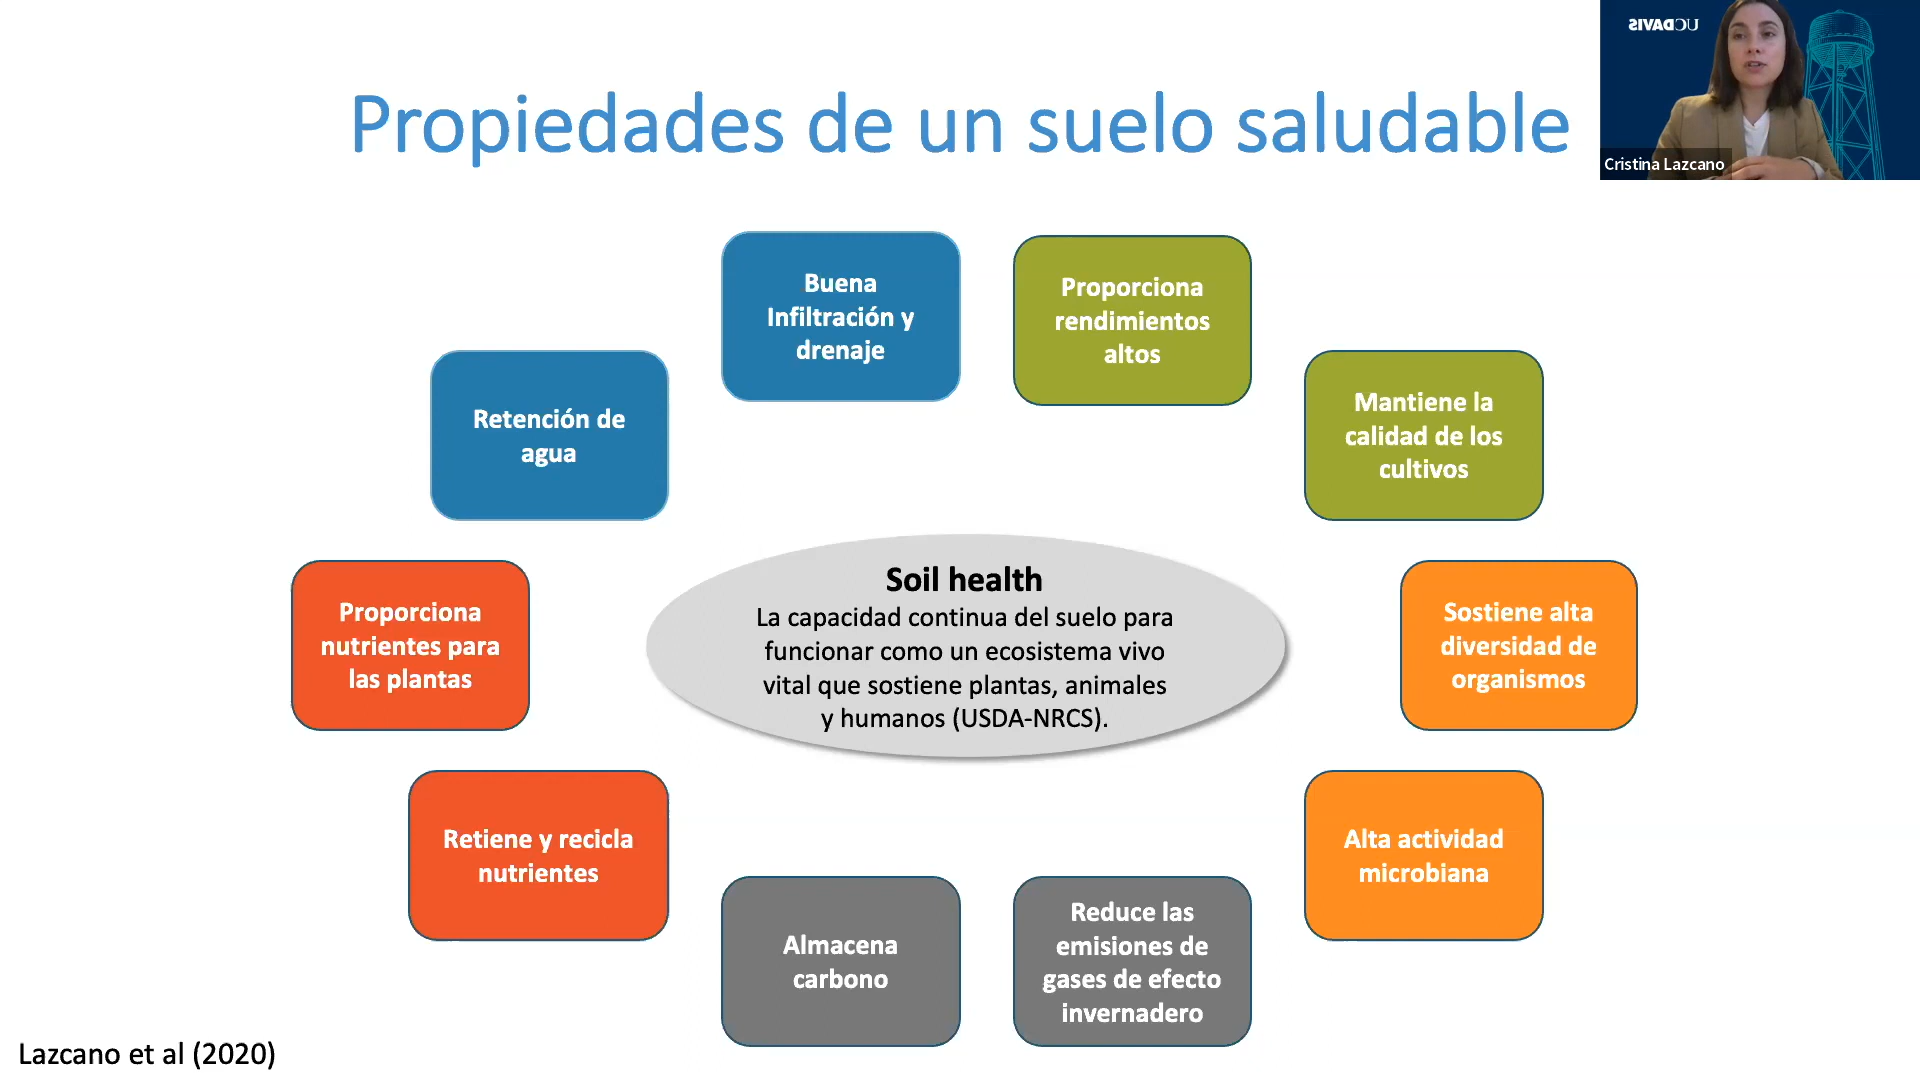 UCDAVIS
Cristina Lazcano
Propiedades de un suelo saludable
Buena
Infiltración y
drenaje
Proporciona
rendimientos
altos
Retención de
agua
Mantiene la
calidad de los
cultivos
Proporciona
nutrientes para
las plantas
Soil health
La capacidad continua del suelo para
funcionar como un ecosistema vivo
vital que sostiene plantas, animales
y humanos (USDA-NRCS).
Sostiene alta
diversidad de
organismos
Retiene y recicla
nutrientes
Alta actividad
microbiana
Almacena
carbono
Reduce las
emisiones de
gases de efecto
invernadero
Lazcano et al (2020)